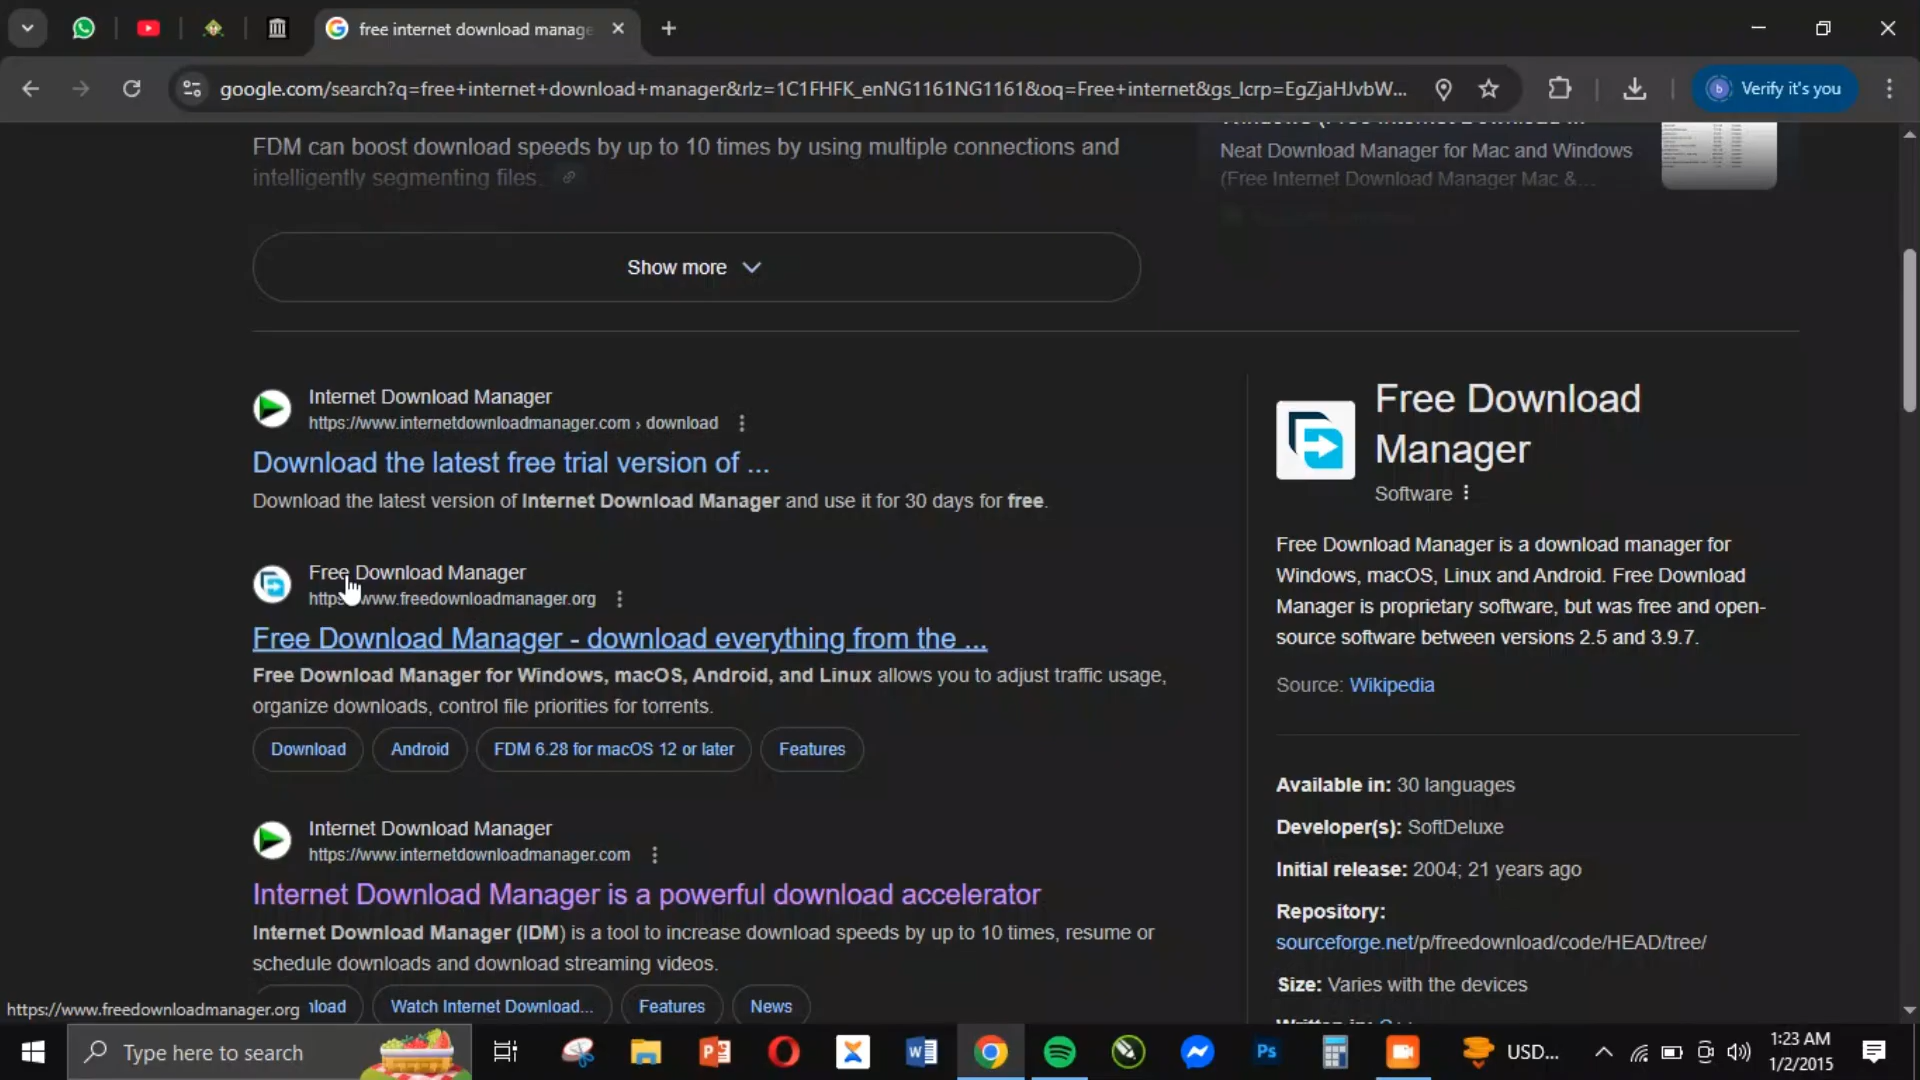 free internet download manage
google.com/search?q=free+internet+download+manager&rlz=1C1FHFK_enNG1161NG1161&oq=Free+internet&gs_lcrp=EgZjaHJvbW...
Verify it's you
FDM can boost download speeds by up to 10 times by using multiple connections and
intelligently segmenting files.
Neat Download Manager for Mac and Windows
(Free Internet Download Manager Mac &...
Show more
Internet Download Manager
https://www.internetdownloadmanager.com › download
Download the latest free trial version of ...
Download the latest version of Internet Download Manager and use it for 30 days for free.
Free Download Manager
https www.freedownloadmanager.org
Free Download Manager - download everything from the ...
Free Download Manager for Windows, macOS, Android, and Linux allows you to adjust traffic usage,
organize downloads, control file priorities for torrents.
Download
Android
FDM 6.28 for macOS 12 or later
Features
Internet Download Manager
https://www.internetdownloadmanager.com
Internet Download Manager is a powerful download accelerator
Internet Download Manager (IDM) is a tool to increase download speeds by up to 10 times, resume or
schedule downloads and download streaming videos.
nload
Watch Internet Download...
Features
News
Free Download
Manager
Software
Free Download Manager is a download manager for
Windows, macOS, Linux and Android. Free Download
Manager is proprietary software, but was free and open-
source software between versions 2.5 and 3.9.7.
Source: Wikipedia
Available in: 30 languages
Developer(s): SoftDeluxe
Initial release: 2004; 21 years ago
Repository:
sourceforge.net/p/freedownload/code/HEAD/tree/
Size: Varies with the devices
https://www.freedownloadmanager.org
Type here to search
Ps
USD...
1:23 AM
1/2/2015